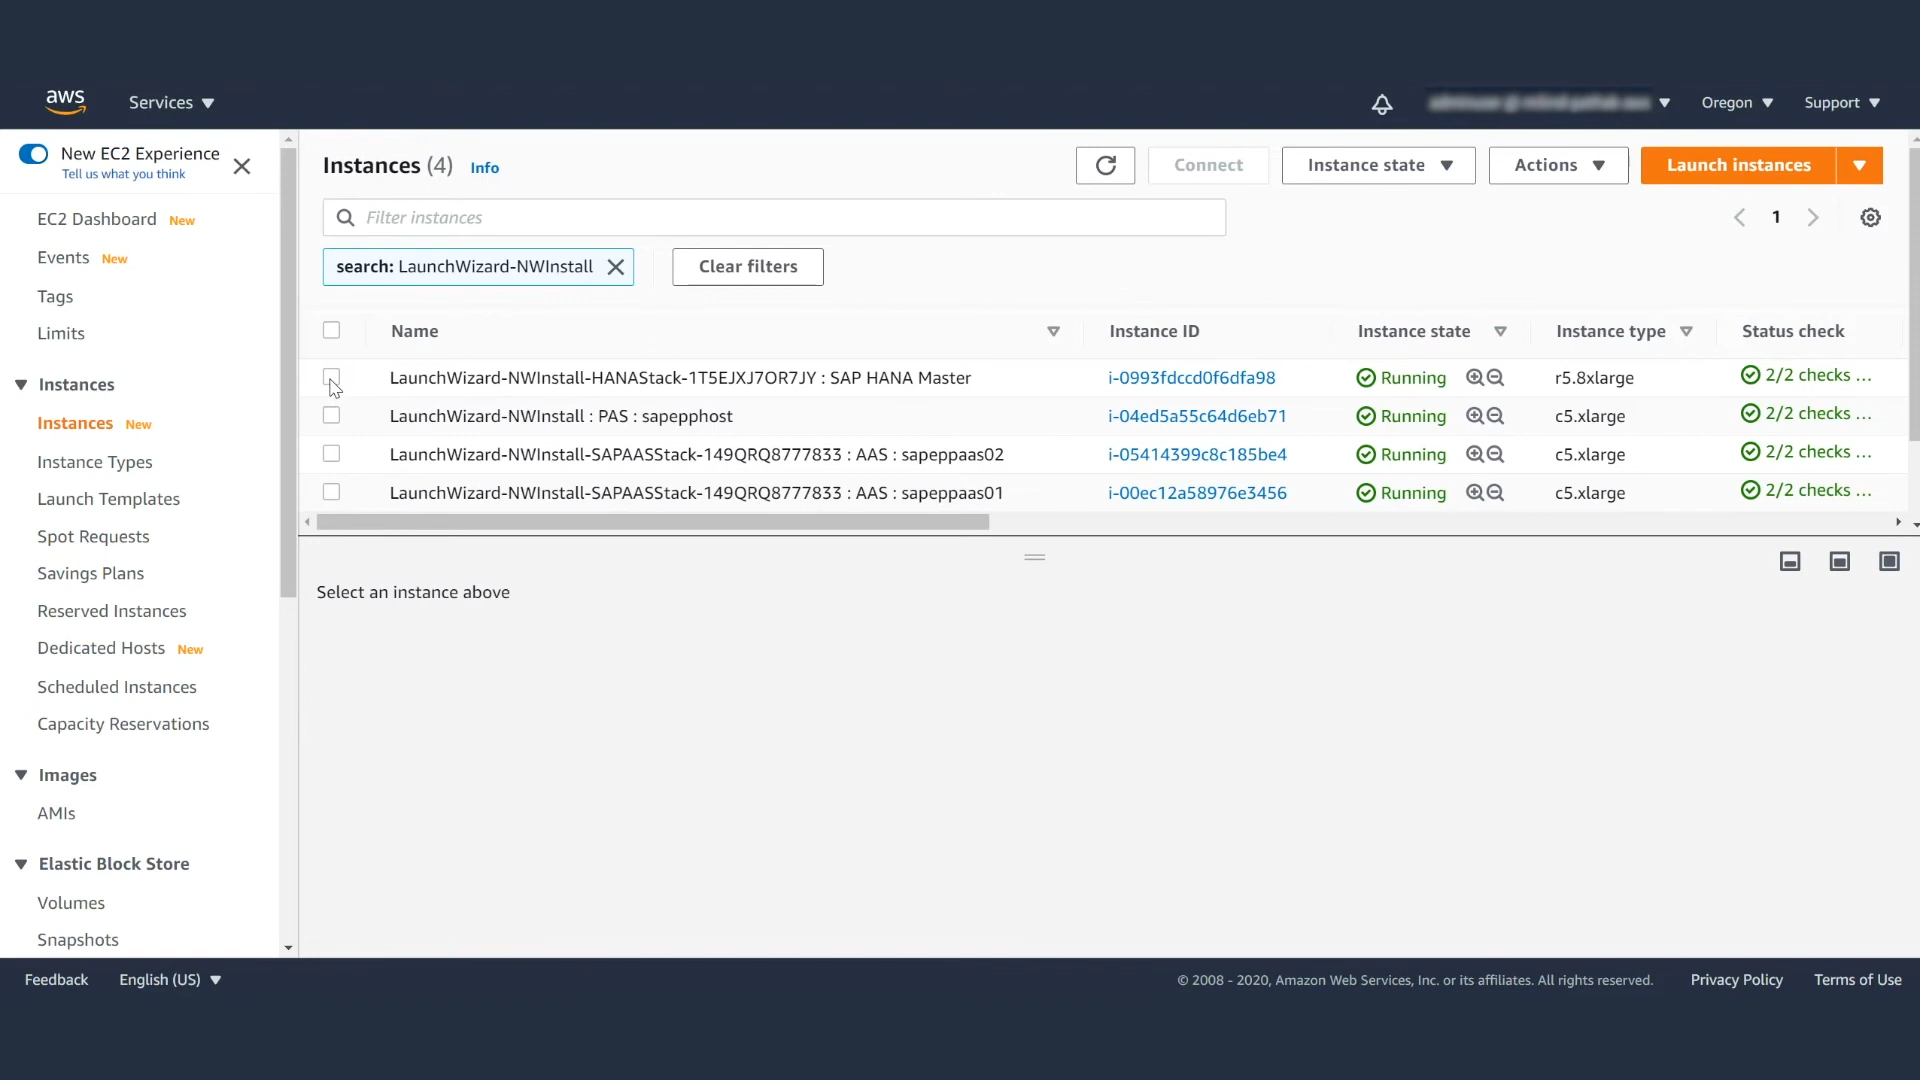 aws
Services
Oregon
Support
New EC2 Experience
Tell us what you think
EC2 Dashboard New
Events New
Tags
Limits
Instances
Instances New
Instance Types
Launch Templates
Spot Requests
Savings Plans
Reserved Instances
Dedicated Hosts New
Scheduled Instances
Capacity Reservations
Images
AMIs
Elastic Block Store
Volumes
Snapshots
Instances (4) Info
Connect
Instance state
Actions
Launch instances
Filter instances
1
search: LaunchWizard-NWInstall
Clear filters
Name Instance ID Instance state Instance type Status check
LaunchWizard-NWInstall-HANAStack-1T5EJXJ7OR7JY : SAP HANA Master i-0993fdccd0f6dfa98 Running r5.8xlarge 2/2 checks ...
LaunchWizard-NWInstall : PAS : sapepphost i-04ed5a55c64d6eb71 Running c5.xlarge 2/2 checks ...
LaunchWizard-NWInstall-SAPAASStack-149QRQ8777833 : AAS : sapeppaas02 i-05414399c8c185be4 Running c5.xlarge 2/2 checks ...
LaunchWizard-NWInstall-SAPAASStack-149QRQ8777833 : AAS : sapeppaas01 i-00ec12a58976e3456 Running c5.xlarge 2/2 checks ...
Select an instance above
Feedback
English (US)
© 2008 - 2020, Amazon Web Services, Inc. or its affiliates. All rights reserved.
Privacy Policy
Terms of Use